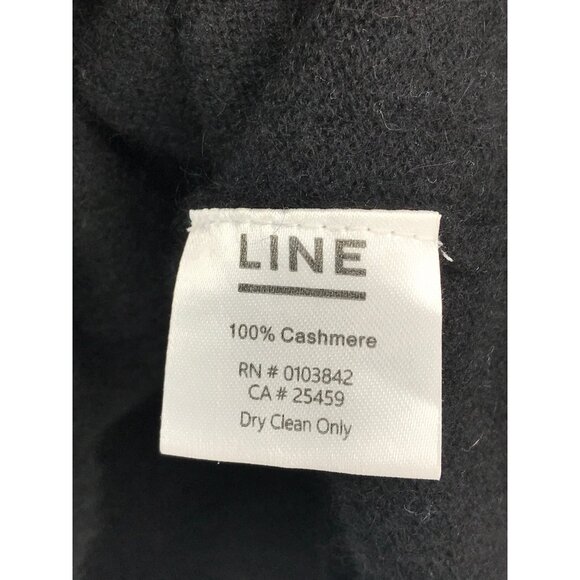 LINE
100% Cashmere
RN # 0103842
CA # 25459
Dry Clean Only